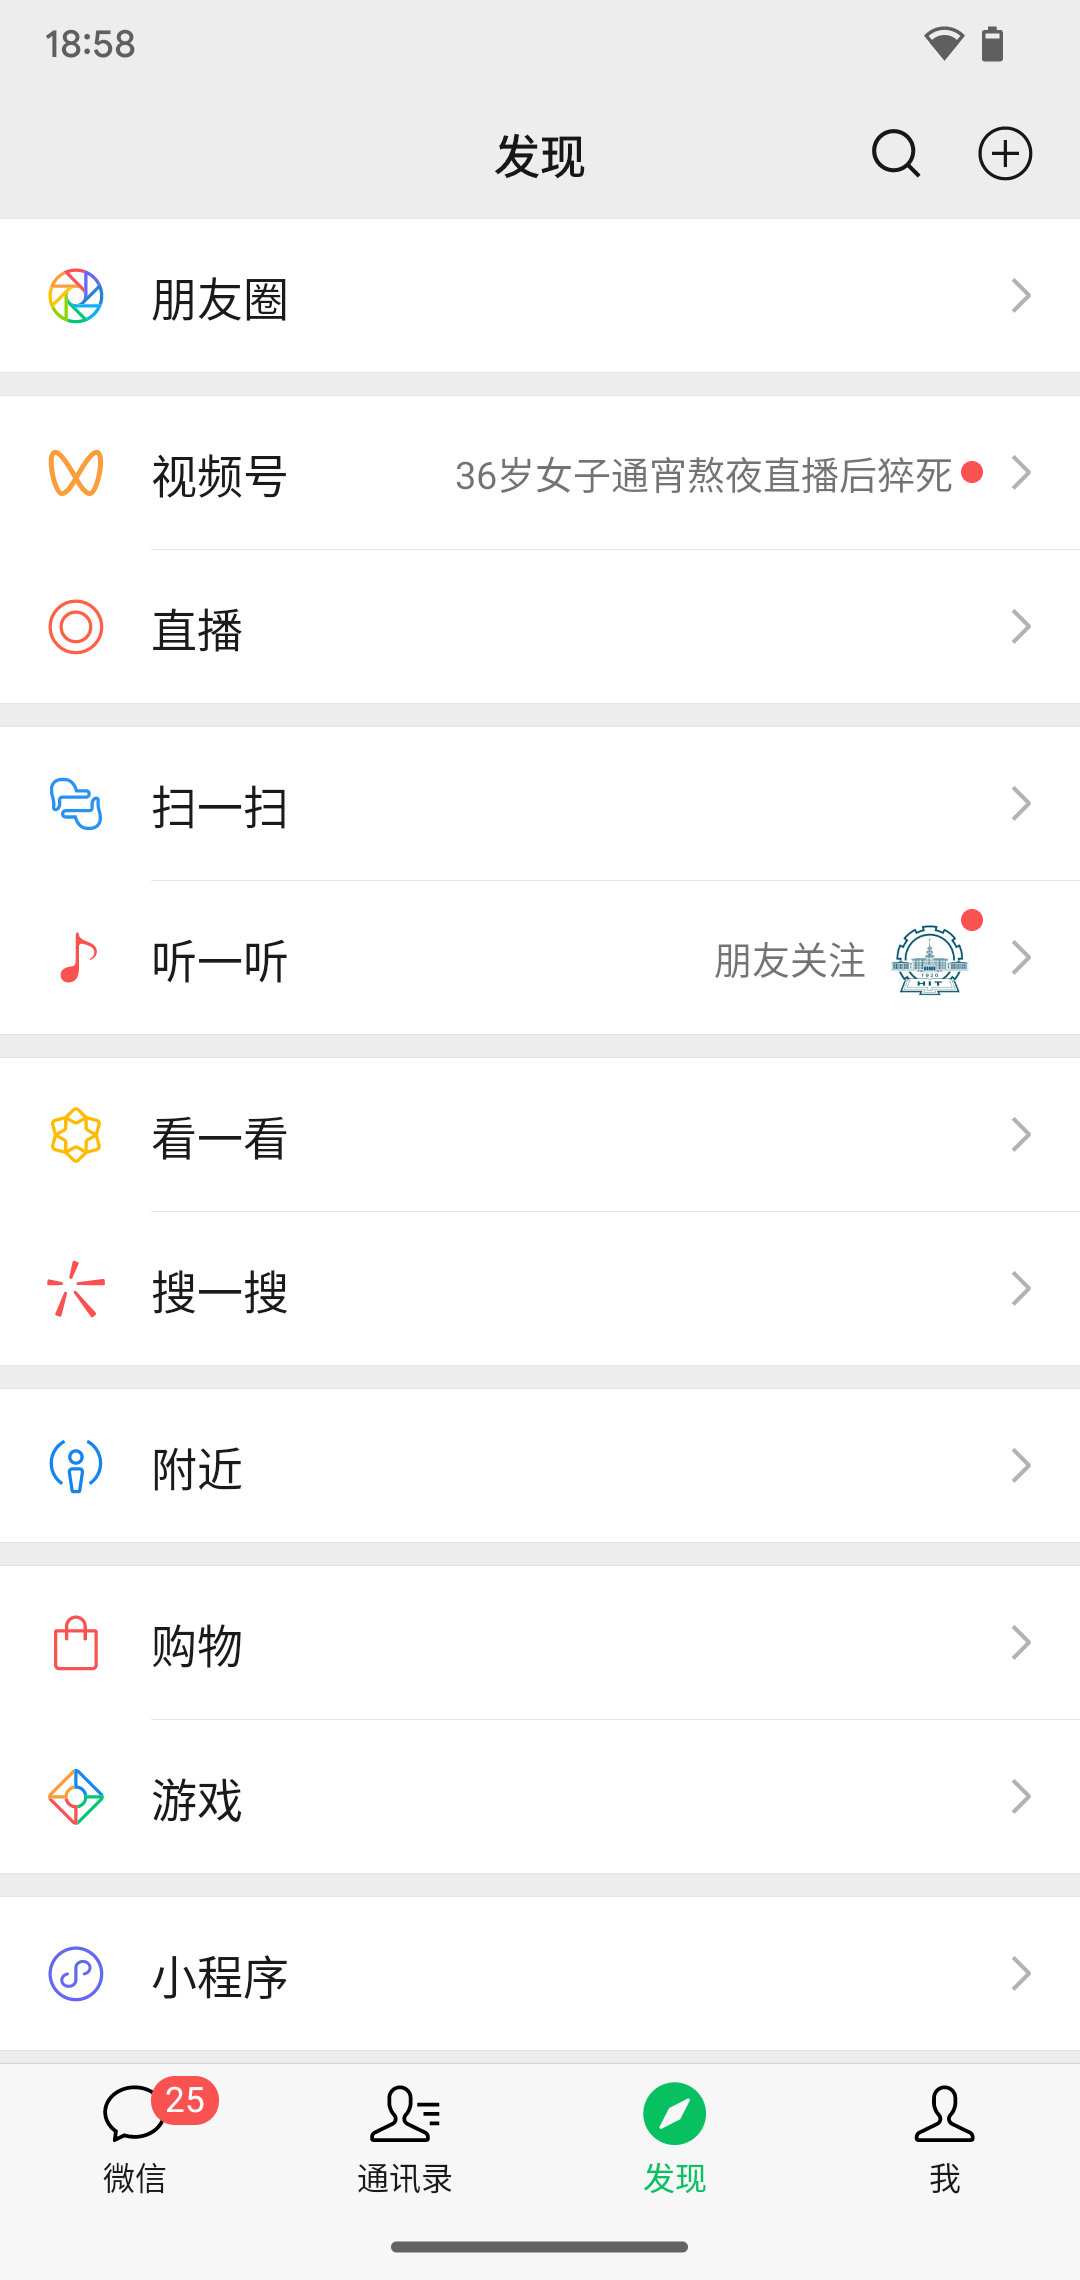 18:58
发现
朋友圈
视频号 36岁女子通宵熬夜直播后猝死
直播
扫一扫
听一听 朋友关注
1920
HIT
看一看
搜一搜
附近
购物
游戏
小程序
25
微信 通讯录 发现 我